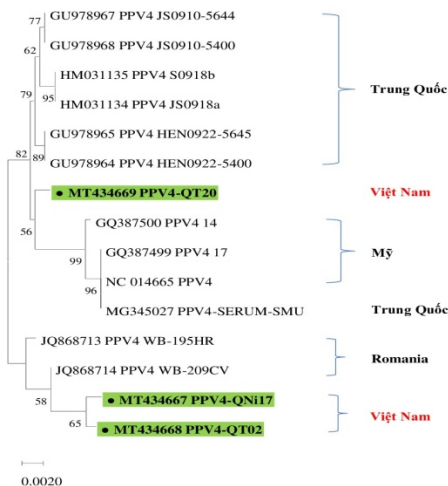 77
GU978967 PPV4 JS0910-5644
62
GU978968 PPV4 JS0910-5400
HM031135 PPV4 S0918b
79
95
HM031134 PPV4 JS0918a
Trung Quốc
GU978965 PPV4 HEN0922-5645
82
89
GU978964 PPV4 HEN0922-5400
MT434669 PPV4-QT20
Việt Nam
56
GQ387500 PPV4 14
99
GQ387499 PPV4 17
Mỹ
NC 014665 PPV4
96
MG345027 PPV4-SERUM-SMU
Trung Quốc
JQ868713 PPV4 WB-195HR
Romania
JQ868714 PPV4 WB-209CV
58
MT434667 PPV4-QNi17
Việt Nam
65
MT434668 PPV4-QT02
0.0020